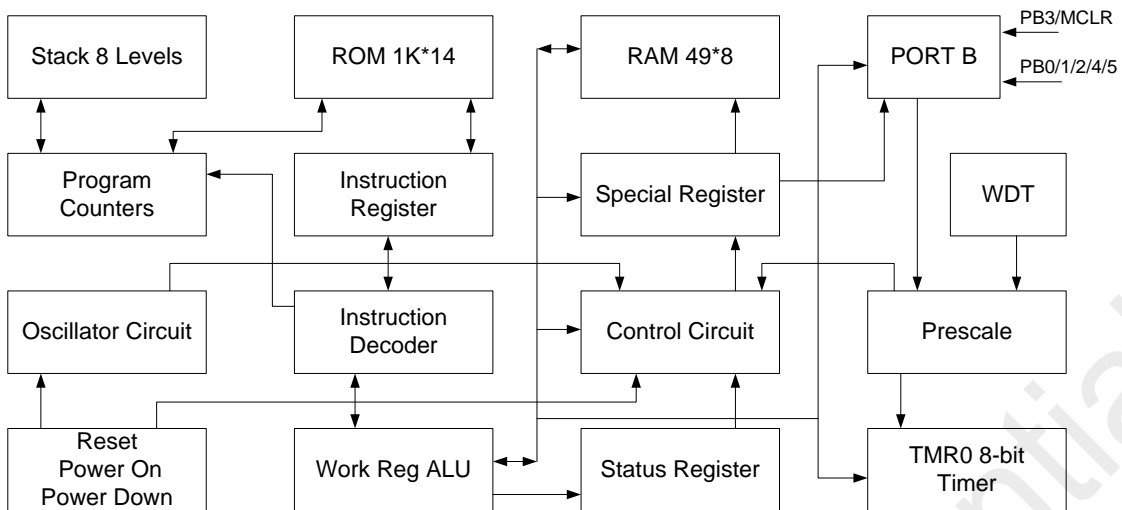 Stack 8 Levels
ROM 1K*14
RAM 49*8
PORT B
PB3/MCLR
PB0/1/2/4/5
Program
Counters
Instruction
Register
Special Register
WDT
Oscillator Circuit
Instruction
Decoder
Control Circuit
Prescale
Reset
Power On
Power Down
Work Reg ALU
Status Register
TMR0 8-bit
Timer